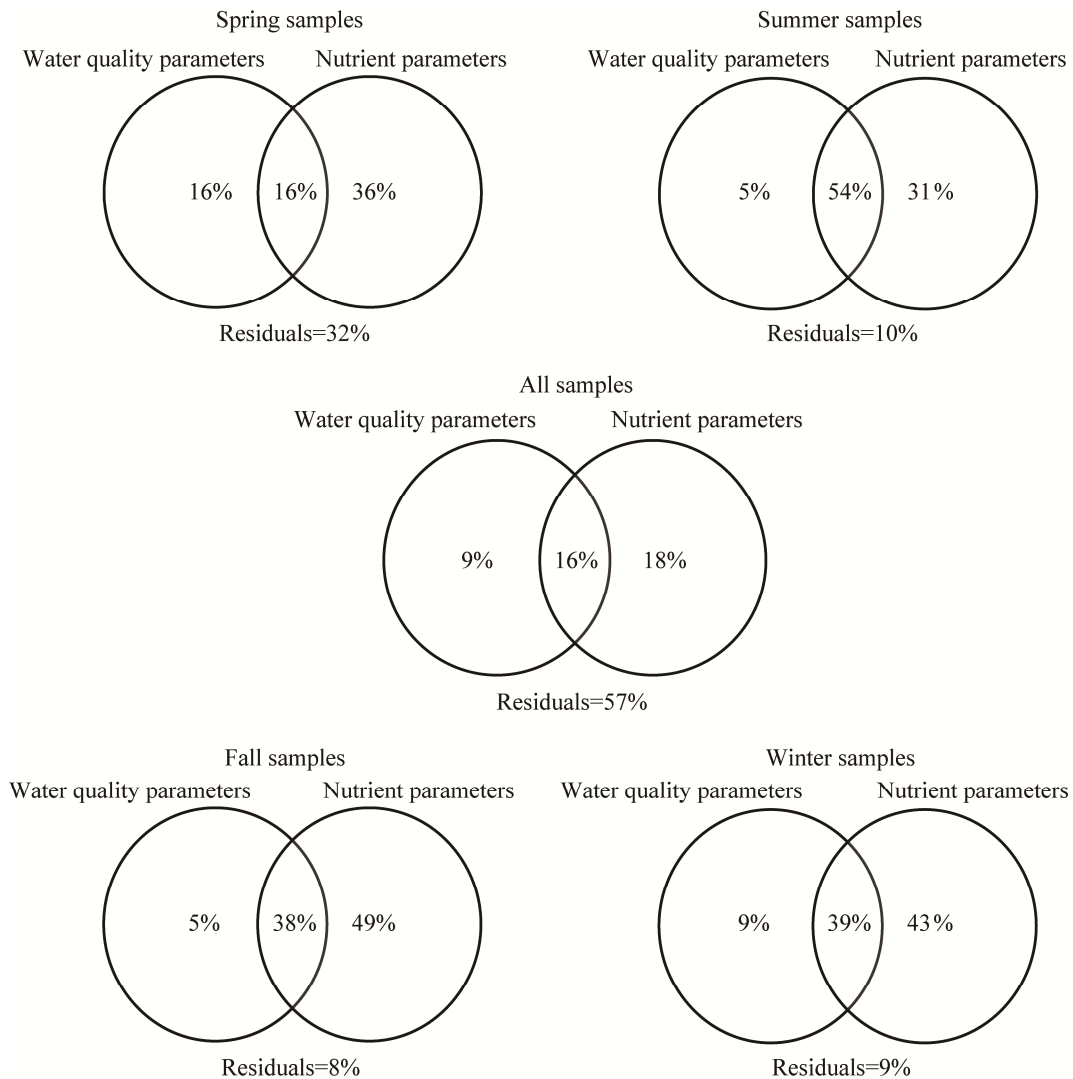 Spring samples
Water quality parameters Nutrient parameters
16% 16% 36%
Residuals=32%
Summer samples
Water quality parameters Nutrient parameters
5% 54% 31%
Residuals=10%
All samples
Water quality parameters Nutrient parameters
9% 16% 18%
Residuals=57%
Fall samples
Water quality parameters Nutrient parameters
5% 38% 49%
Residuals=8%
Winter samples
Water quality parameters Nutrient parameters
9% 39% 43%
Residuals=9%